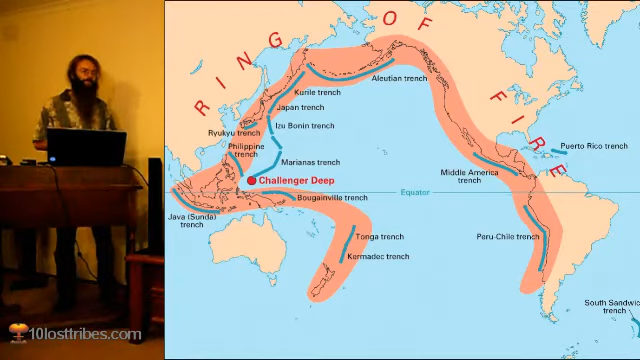 RING OF FIRE
Aleutian trench
Kurile trench
Japan trench
Izu Bonin trench
Ryukyu trench
Philippine
trench
Marianas trench
Challenger Deep
Puerto Rico trench
Middle America
trench
Equator
Bougainville trench
Java (Sunda)
trench
Tonga trench
Kermadec trench
Peru-Chile trench
South Sandwic
trench
10losttribes.com